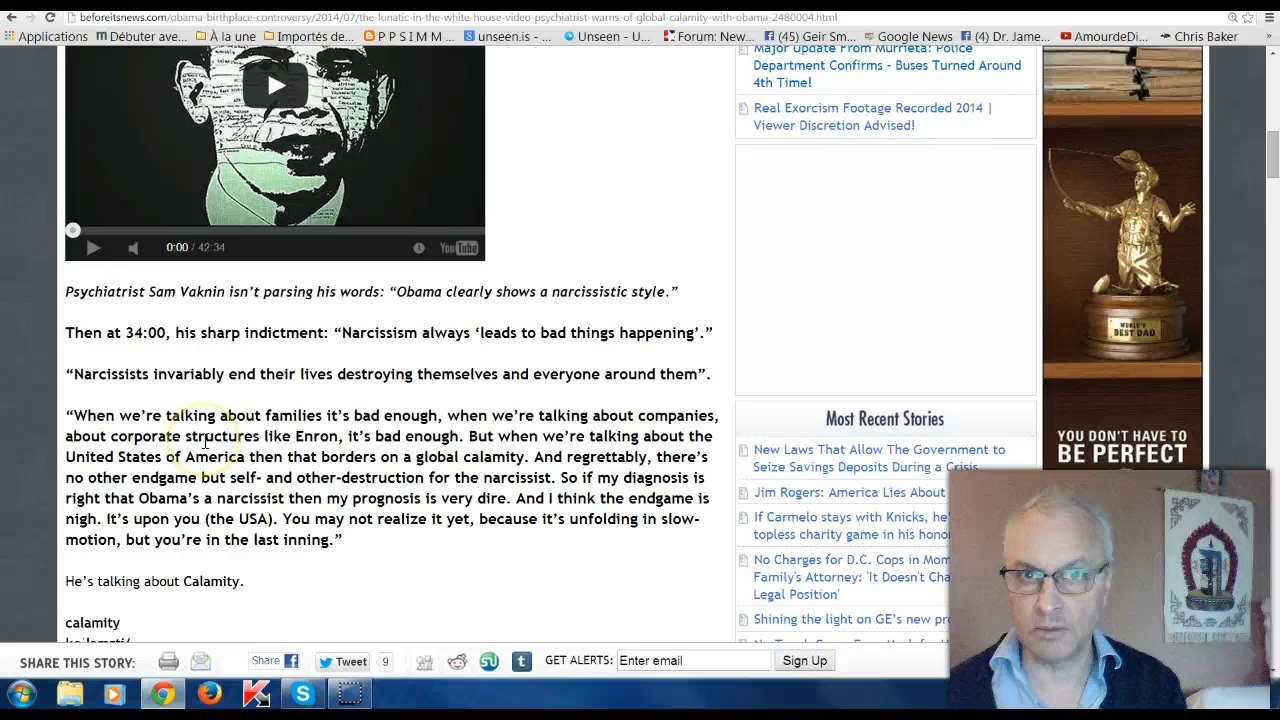 beforeitsnews.com/obama-birthplace-controversy/2014/07/the-lunatic-in-the-white-house-video-psychiatrist-warns-of-global-calamity-with-obama-2480004.html
Applications
Débuter ave...
À la une
Importés de...
P P S I M M ...
unseen.is - ...
Unseen - U...
Forum: New...
(45) Geir Sm...
Google News
(4) Dr. Jame...
AmourdeDi...
Chris Baker
»
0:00 / 42:34
YouTube
Psychiatrist Sam Vaknin isn’t parsing his words: “Obama clearly shows a narcissistic style.”
Then at 34:00, his sharp indictment: “Narcissism always ‘leads to bad things happening’.”
“Narcissists invariably end their lives destroying themselves and everyone around them”.
“When we’re talking about families it’s bad enough, when we’re talking about companies,
about corporate structures like Enron, it’s bad enough. But when we’re talking about the
United States of America then that borders on a global calamity. And regrettably, there’s
no other endgame but self- and other-destruction for the narcissist. So if my diagnosis is
right that Obama’s a narcissist then my prognosis is very dire. And I think the endgame is
nigh. It’s upon you (the USA). You may not realize it yet, because it’s unfolding in slow-
motion, but you’re in the last inning.”
He’s talking about Calamity.
calamity
Major Update From Murrieta: Police
Department Confirms - Buses Turned Around
4th Time!
Real Exorcism Footage Recorded 2014 |
Viewer Discretion Advised!
Most Recent Stories
New Laws That Allow The Government to
Seize Savings Deposits During a Crisis
Jim Rogers: America Lies About
If Carmelo stays with Knicks, he'
topless charity game in his hono
No Charges for D.C. Cops in Mom
Family's Attorney: 'It Doesn't Cha
Legal Position'
Shining the light on GE’s new pr
WORLD'S
BEST DAD
YOU DON'T HAVE TO
BE PERFECT
SHARE THIS STORY:
Share
Tweet
9
GET ALERTS:
Enter email
Sign Up